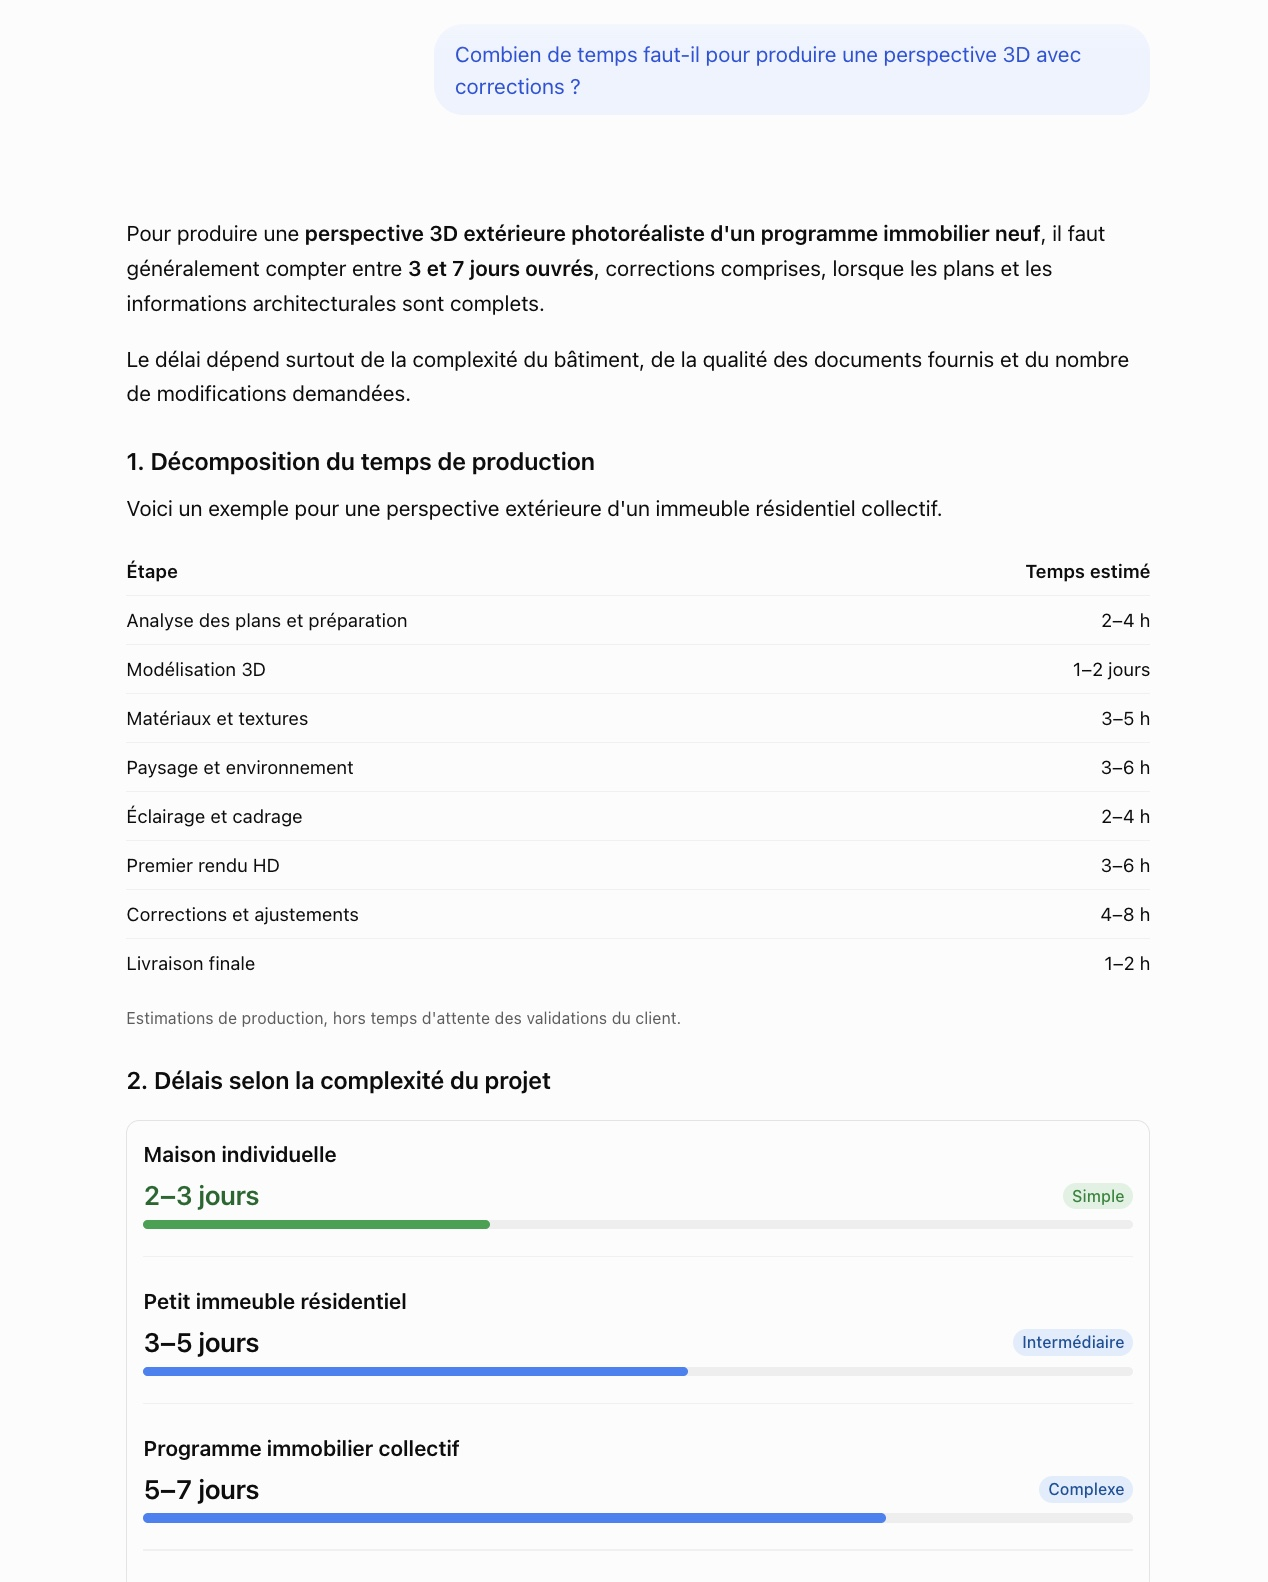 Combien de temps faut-il pour produire une perspective 3D avec
corrections ?
Pour produire une perspective 3D extérieure photoréaliste d'un programme immobilier neuf, il faut
généralement compter entre 3 et 7 jours ouvrés, corrections comprises, lorsque les plans et les
informations architecturales sont complets.
Le délai dépend surtout de la complexité du bâtiment, de la qualité des documents fournis et du nombre
de modifications demandées.
1. Décomposition du temps de production
Voici un exemple pour une perspective extérieure d'un immeuble résidentiel collectif.
Étape Temps estimé
Analyse des plans et préparation 2–4 h
Modélisation 3D 1–2 jours
Matériaux et textures 3–5 h
Paysage et environnement 3–6 h
Éclairage et cadrage 2–4 h
Premier rendu HD 3–6 h
Corrections et ajustements 4–8 h
Livraison finale 1–2 h
Estimations de production, hors temps d'attente des validations du client.
2. Délais selon la complexité du projet
Maison individuelle
2–3 jours Simple
Petit immeuble résidentiel
3–5 jours Intermédiaire
Programme immobilier collectif
5–7 jours Complexe